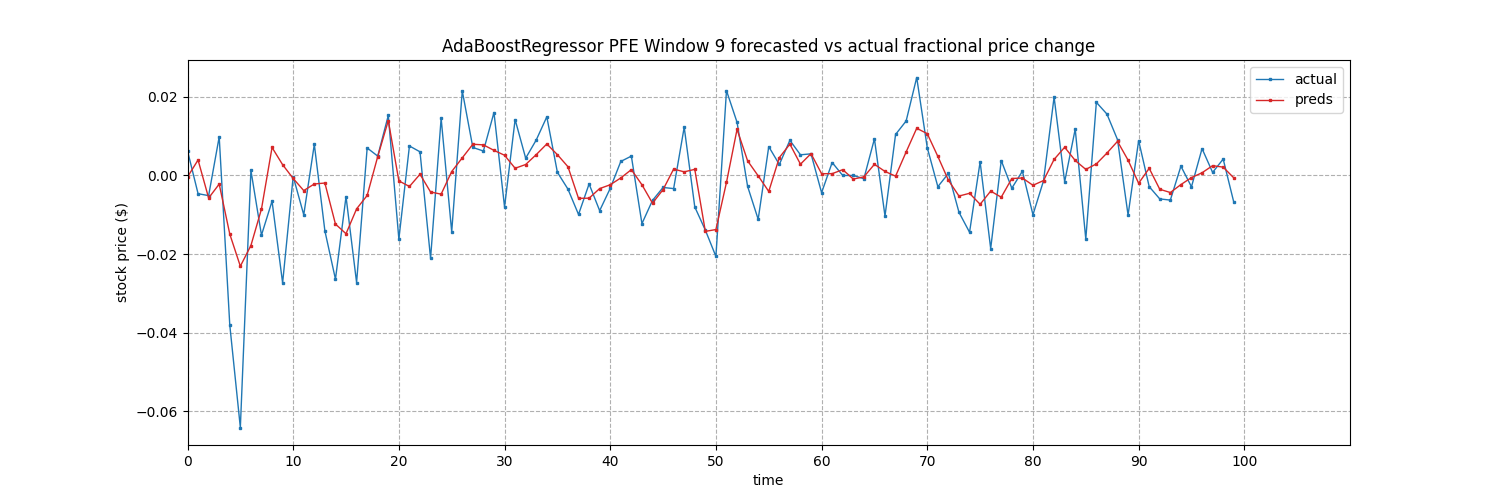 AdaBoostRegressor PFE Window 9 forecasted vs actual fractional price change
actual
preds
0.02
0.00
−0.02
−0.04
−0.06
stock price ($)
0 10 20 30 40 50 60 70 80 90 100
time